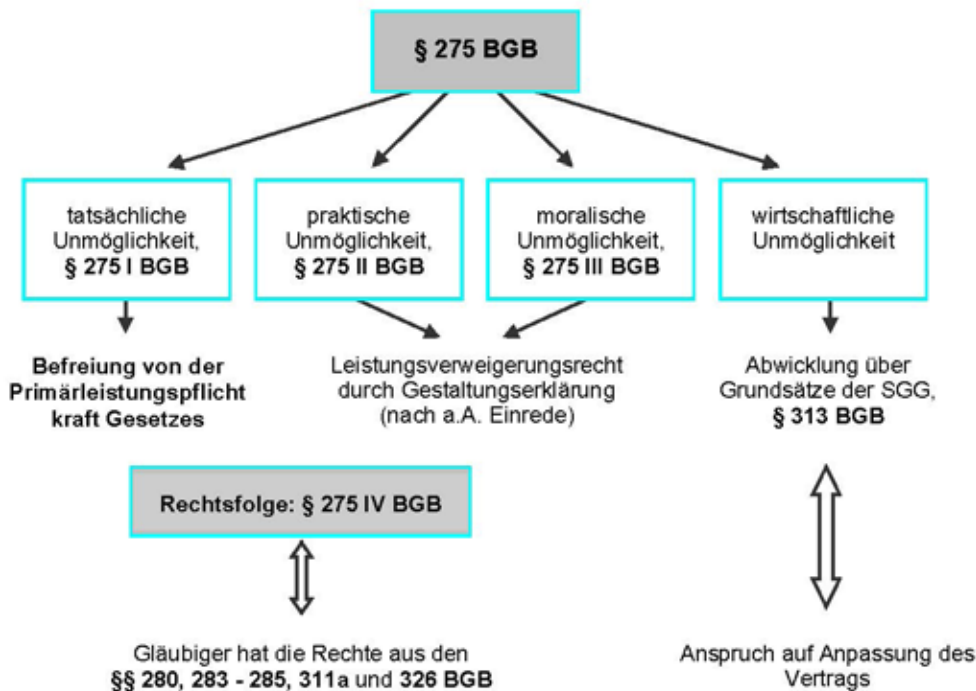 § 275 BGB
tatsächliche
Unmöglichkeit,
§ 275 I BGB
praktische
Unmöglichkeit,
§ 275 II BGB
moralische
Unmöglichkeit,
§ 275 III BGB
wirtschaftliche
Unmöglichkeit
Befreiung von der
Primärleistungspflicht
kraft Gesetzes
Leistungsverweigerungsrecht
durch Gestaltungserklärung
(nach a.A. Einrede)
Abwicklung über
Grundsätze der SGG,
§ 313 BGB
Rechtsfolge: § 275 IV BGB
Gläubiger hat die Rechte aus den
§§ 280, 283 - 285, 311a und 326 BGB
Anspruch auf Anpassung des
Vertrags